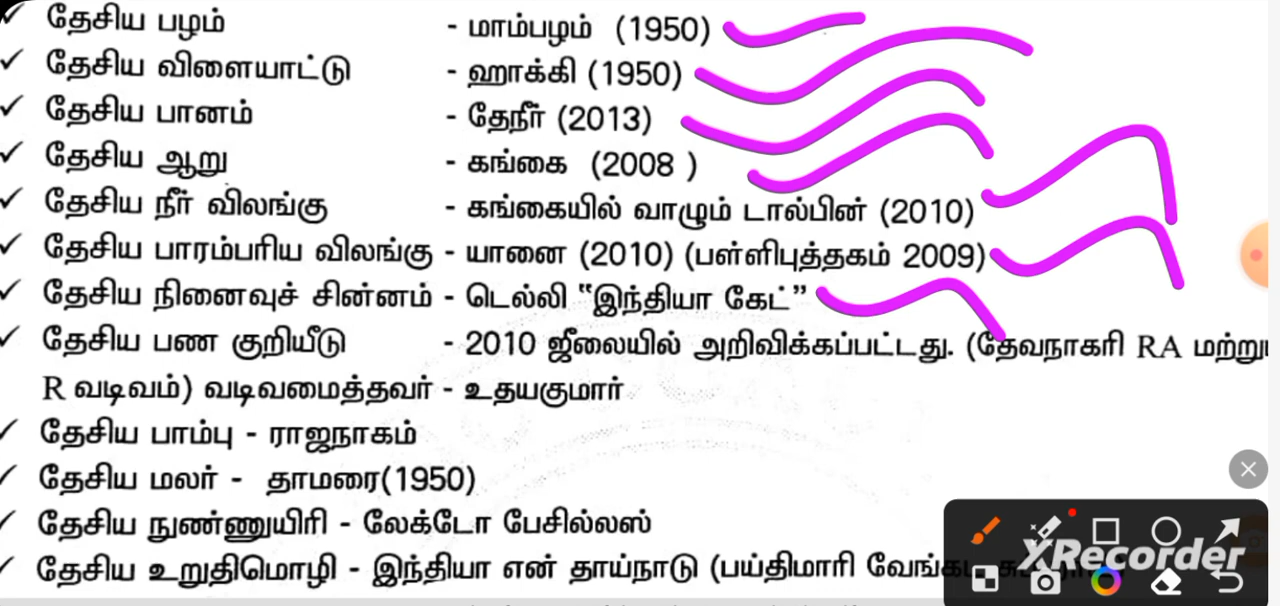 ✓ தேசிய பழம் - மாம்பழம் (1950)
✓ தேசிய விளையாட்டு - ஹாக்கி (1950)
✓ தேசிய பானம் - தேநீர் (2013)
✓ தேசிய ஆறு - கங்கை (2008 )
✓ தேசிய நீர் விலங்கு - கங்கையில் வாழும் டால்பின் (2010)
✓ தேசிய பாரம்பரிய விலங்கு - யானை (2010) (பள்ளிபுத்தகம் 2009)
✓ தேசிய நினைவுச் சின்னம் - டெல்லி “இந்தியா கேட்”
✓ தேசிய பண குறியீடு - 2010 ஜீலையில் அறிவிக்கப்பட்டது. (தேவநாகரி RA
R வடிவம்) வடிவமைத்தவர் - உதயகுமார்
✓ தேசிய பாம்பு - ராஜநாகம்
✓ தேசிய மலர் - தாமரை(1950)
✓ தேசிய நுண்ணுயிரி - லேக்டோ பேசில்லஸ்
✓ தேசிய உறுதிமொழி - இந்தியா என் தாய்நாடு (பய்திமாரி
XRecorder